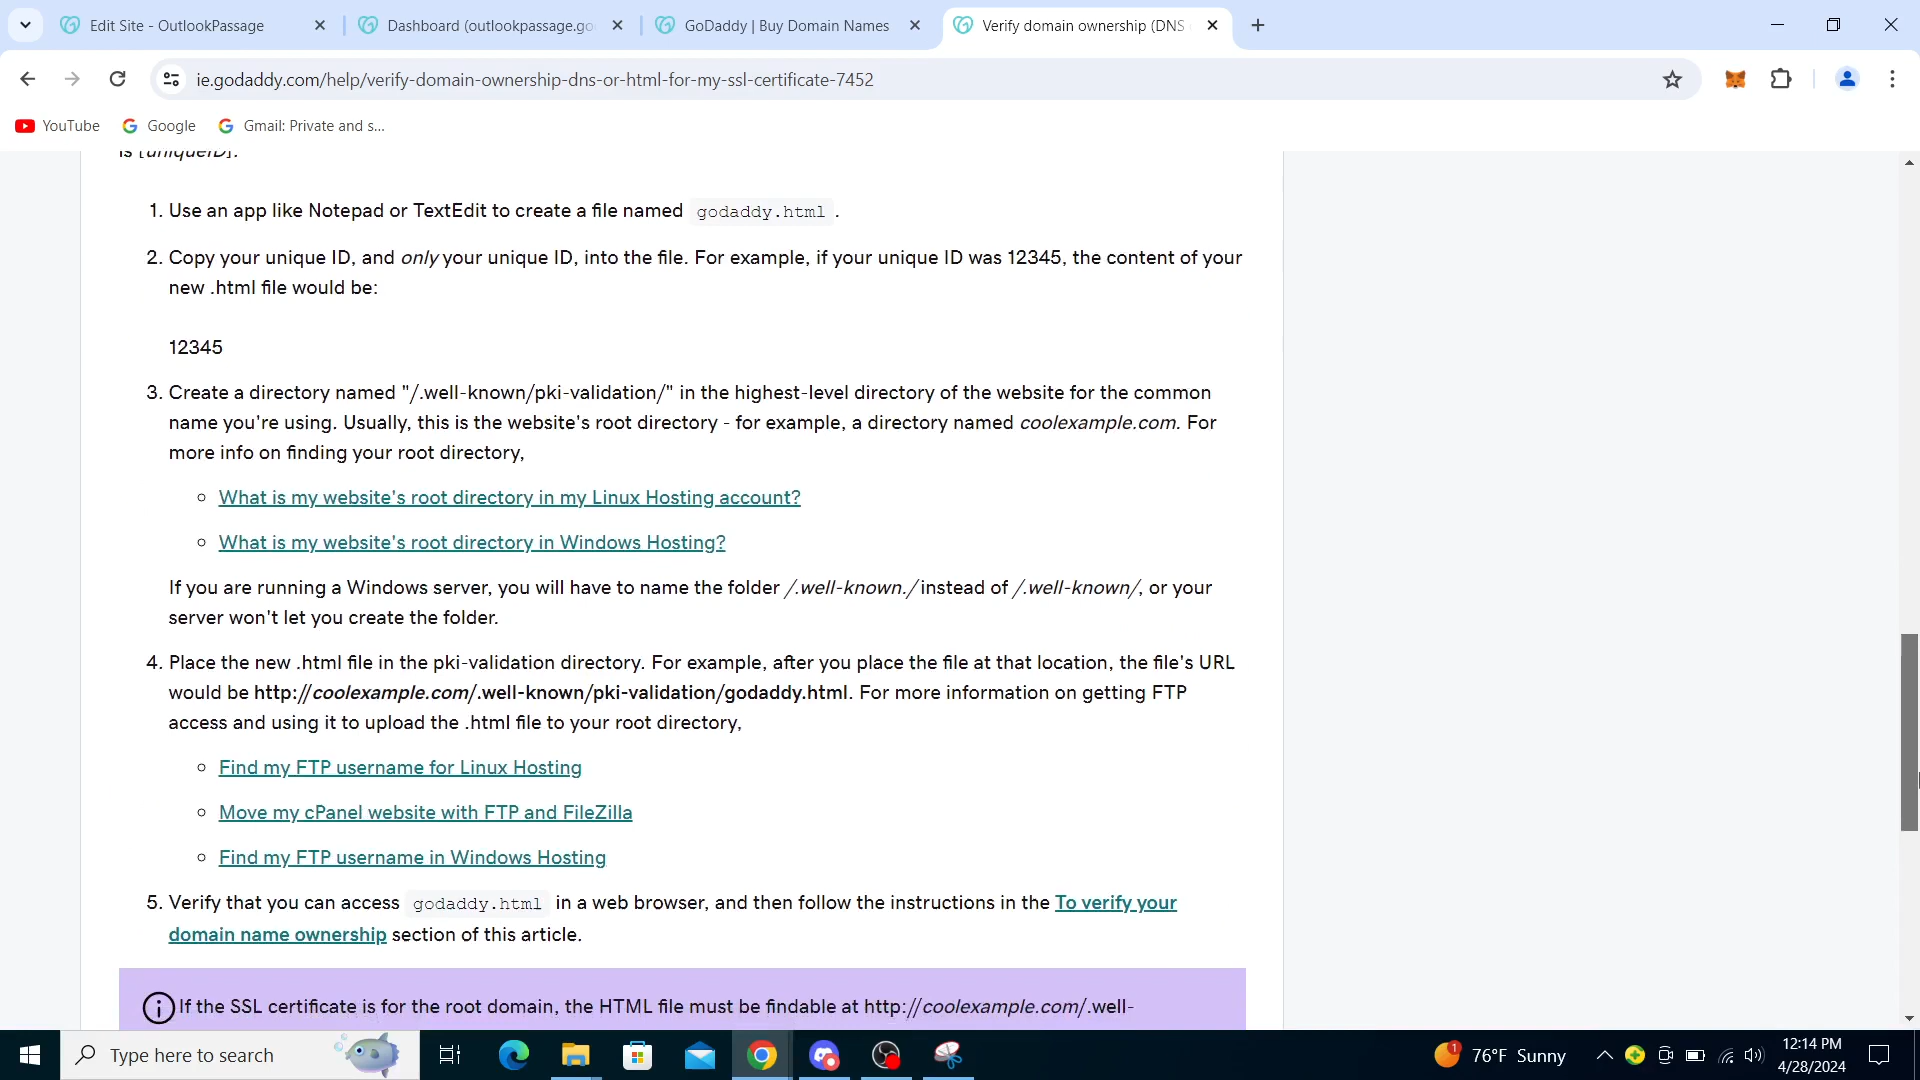 Edit Site - OutlookPassage
Dashboard (outlookpassage.go
GoDaddy | Buy Domain Names
Verify domain ownership (DNS
ie.godaddy.com/help/verify-domain-ownership-dns-or-html-for-my-ssl-certificate-7452
YouTube
Google
Gmail: Private and s...
is [uniqueID].
1. Use an app like Notepad or TextEdit to create a file named godaddy.html .
2. Copy your unique ID, and only your unique ID, into the file. For example, if your unique ID was 12345, the content of your
new .html file would be:
12345
3. Create a directory named "/.well-known/pki-validation/" in the highest-level directory of the website for the common
name you're using. Usually, this is the website's root directory - for example, a directory named coolexample.com. For
more info on finding your root directory,
What is my website's root directory in my Linux Hosting account?
What is my website's root directory in Windows Hosting?
If you are running a Windows server, you will have to name the folder /.well-known./ instead of /.well-known/, or your
server won't let you create the folder.
4. Place the new .html file in the pki-validation directory. For example, after you place the file at that location, the file's URL
would be http://coolexample.com/.well-known/pki-validation/godaddy.html. For more information on getting FTP
access and using it to upload the .html file to your root directory,
Find my FTP username for Linux Hosting
Move my cPanel website with FTP and FileZilla
Find my FTP username in Windows Hosting
5. Verify that you can access godaddy.html in a web browser, and then follow the instructions in the To verify your
domain name ownership section of this article.
If the SSL certificate is for the root domain, the HTML file must be findable at http://coolexample.com/.well-
Type here to search
1
76°F Sunny
12:14 PM
4/28/2024